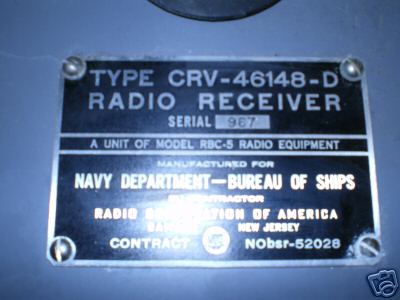 TYPE CRV-46148-D
RADIO RECEIVER
SERIAL 967
A UNIT OF MODEL RBC-5 RADIO EQUIPMENT
MANUFACTURED FOR
NAVY DEPARTMENT—BUREAU OF SHIPS
BY CONTRACTOR
RADIO CORPORATION OF AMERICA
NEW JERSEY
CONTRACT NObsr-52028